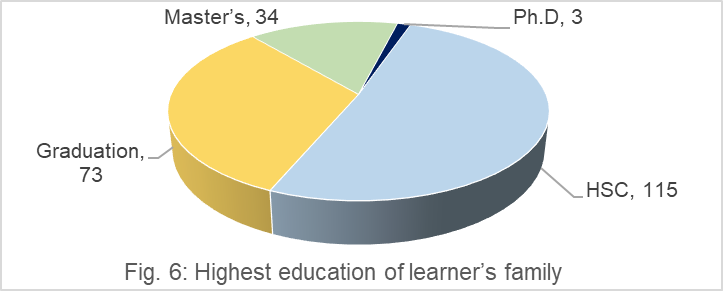 Master’s, 34
Ph.D, 3
Graduation,
73
HSC, 115
Fig. 6: Highest education of learner’s family